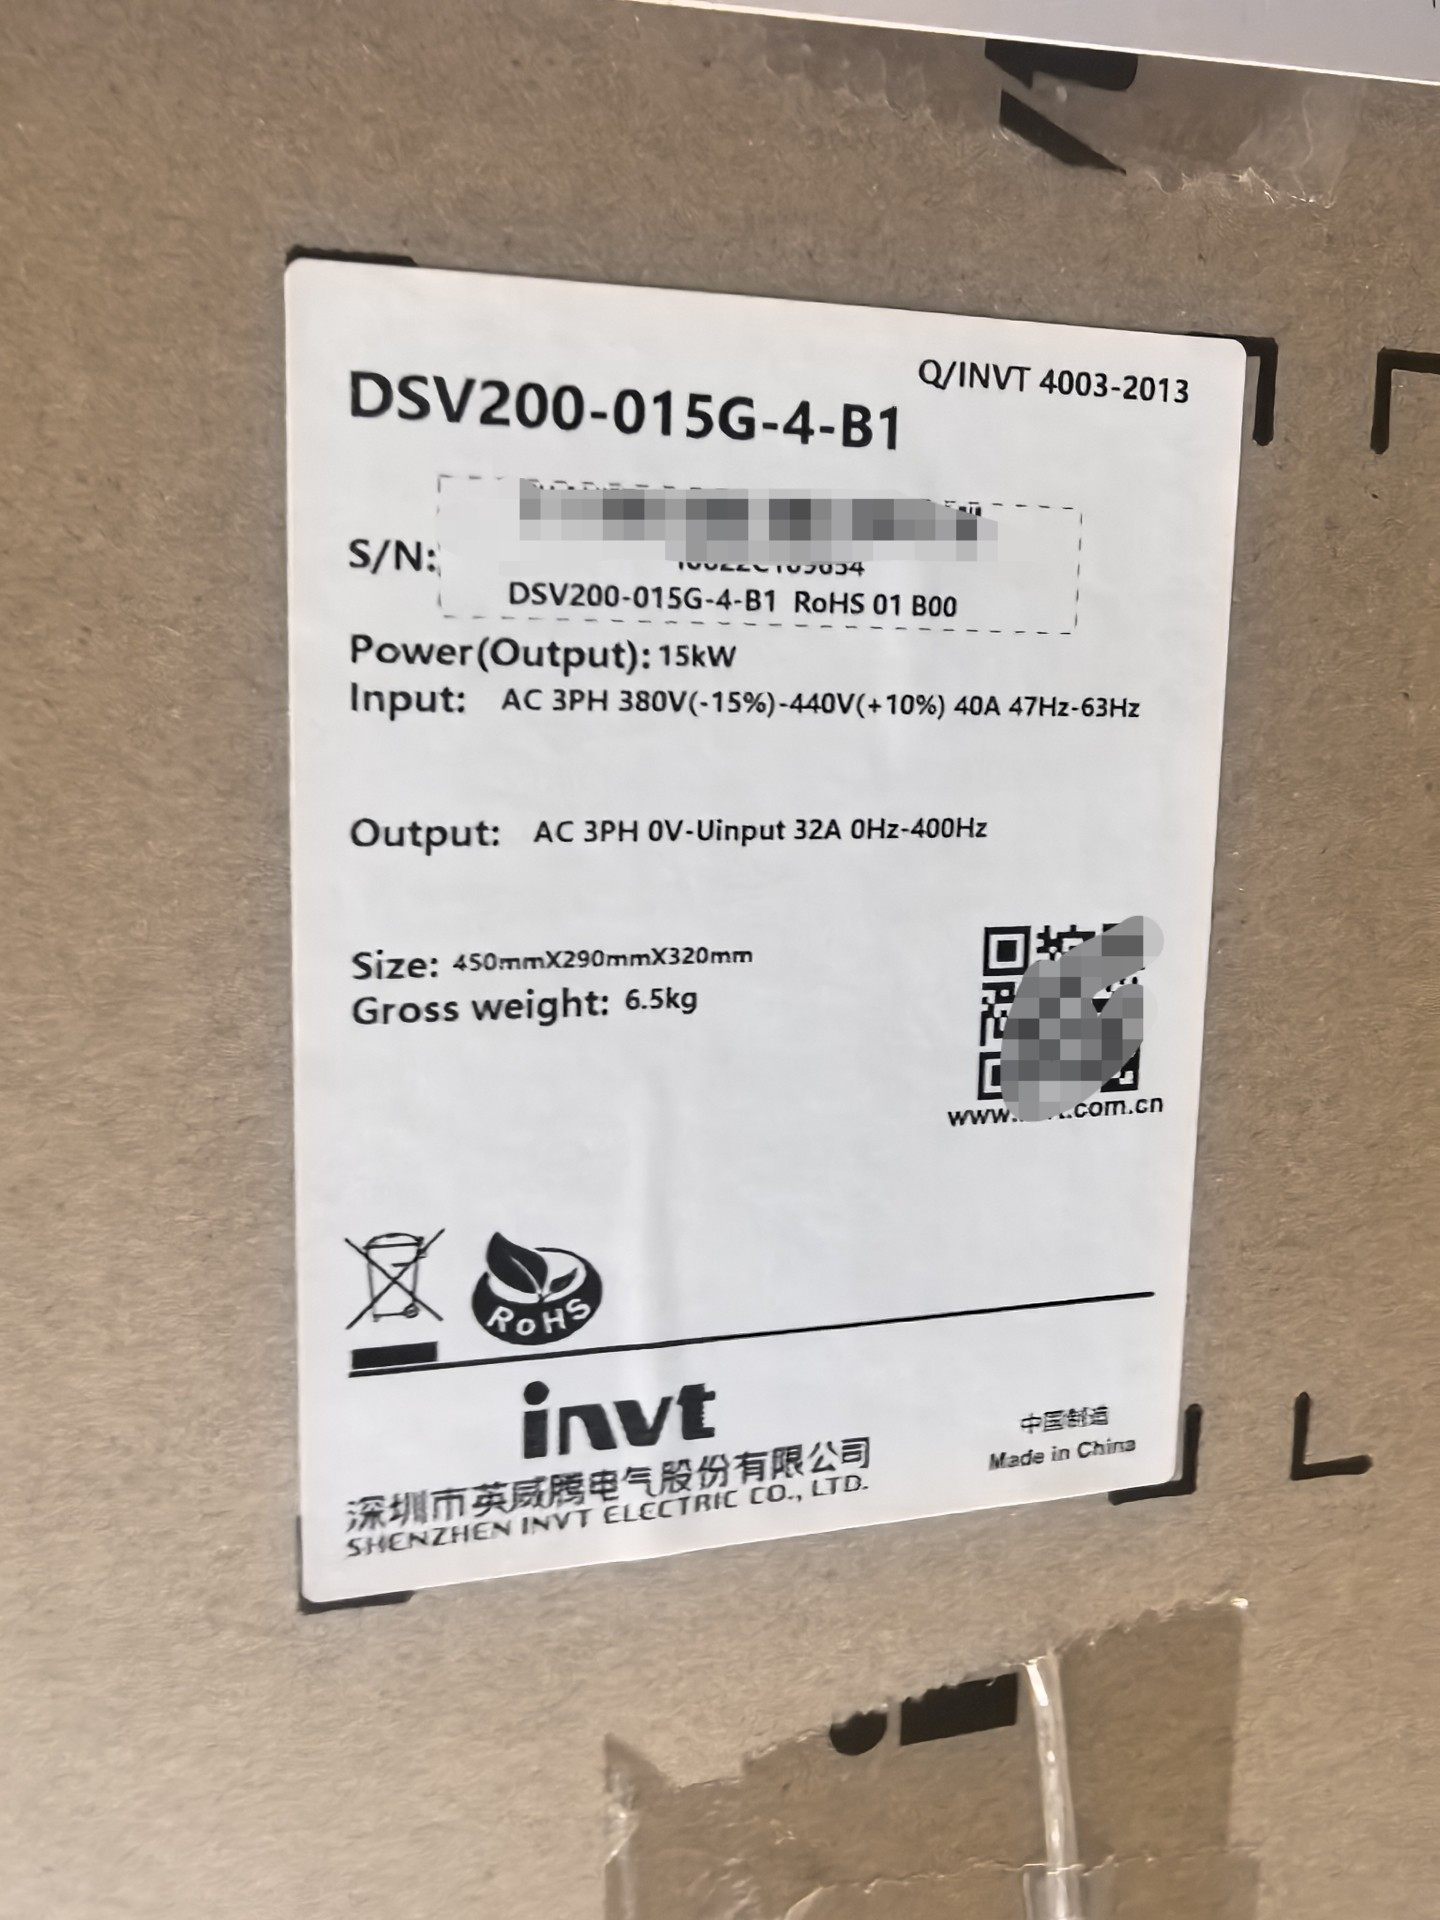 Q/INVT 4003-2013
DSV200-015G-4-B1
S/N:
DSV200-015G-4-B1 RoHS 01 B00
Power(Output): 15kW
Input: AC 3PH 380V(-15%)-440V(+10%) 40A 47Hz-63Hz
Output: AC 3PH 0V-Uinput 32A 0Hz-400Hz
Size: 450mmX290mmX320mm
Gross weight: 6.5kg
RoHS
invt
中国制造
Made in China
深圳市英威腾电气股份有限公司
SHENZHEN INVT ELECTRIC CO., LTD.